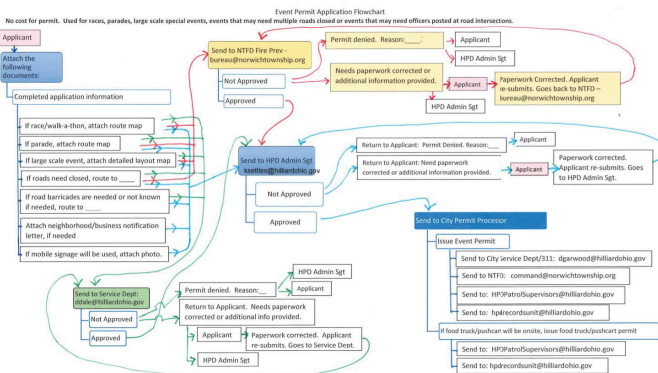 Event Permit Application Flowchart
No cost for permit. Used for races, parades, large scale special events, events that may need multiple roads closed or events that may need officers posted at road intersectons.
Applicant
Attach the
following
documents:
Completed application information
If race/walk-a-thon, attach route map
If parade, attach route map
If large scale event, attach detailed layout map
If roads need closed, route to ____
If road barricades are needed or not known
if needed, route to ____
Attach neighborhood/business notification
letter, if needed
If mobile signage will be used, attach photo.
Send to NTFD Fire Prev -
bureau@norwichtownship.org
Not Approved
Approved
Permit denied. Reason:____.
Applicant
HPD Admin Sgt
Needs paperwork corrected or
additional information provided.
Applicant
HPD Admin Sgt
Paperwork Corrected. Applicant
re-submits. Goes back to NTFD –
bureau@norwichtownship.org
Send to HPD Admin Sgt
ksettles@hilliardohio.gov
Not Approved
Approved
Return to Applicant: Permit Denied. Reason:___
Applicant
Return to Applicant: Need paperwork
corrected or additional information provided.
Applicant
Paperwork corrected.
Applicant re-submits. Goes
to HPD Admin Sgt.
Send to City Permit Processor
Issue Event Permit
Send to City Service Dept/311: dgarwood@hilliardohio.gov
Send to NTFD: command@norwichtownship.org
Send to: HPDPatrolSupervisors@hilliardohio.gov
Send to: hpdrecordsunit@hilliardohio.gov
If food truck/pushcart will be onsite, issue food truck/pushcart permit
Send to: HPDPatrolSupervisors@hilliardohio.gov
Send to: hpdrecordsunit@hilliardohio.gov
Send to Service Dept:
ddale@hilliardohio.gov
Not Approved
Approved
Permit denied. Reason:__
HPD Admin Sgt
Applicant
Return to Applicant. Needs paperwork
corrected or additional info provided.
Applicant
HPD Admin Sgt
Paperwork corrected. Applicant
re-submits. Goes to Service Dept.